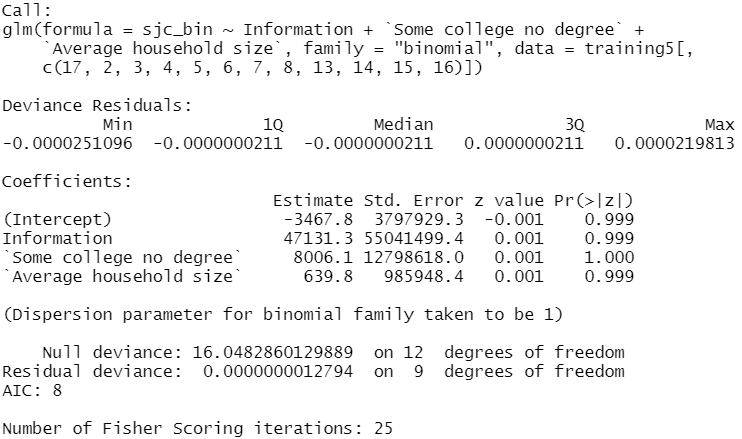 Call:
glm(formula = sjc_bin ~ Information + `Some college no degree` +
    `Average household size`, family = "binomial", data = training5[,
    c(17, 2, 3, 4, 5, 6, 7, 8, 13, 14, 15, 16)])

Deviance Residuals:
          Min            1Q        Median            3Q           Max
-0.0000251096  -0.0000000211  -0.0000000211  0.0000000211  0.0000219813

Coefficients:
                           Estimate Std. Error z value Pr(>|z|)
(Intercept)                 -3467.8  3797929.3  -0.001    0.999
Information                 47131.3 55041499.4   0.001    0.999
`Some college no degree`     8006.1 12798618.0   0.001    1.000
`Average household size`      639.8   985948.4   0.001    0.999

(Dispersion parameter for binomial family taken to be 1)

    Null deviance: 16.0482860129889  on 12  degrees of freedom
Residual deviance:  0.0000000012794  on  9  degrees of freedom
AIC: 8

Number of Fisher Scoring iterations: 25